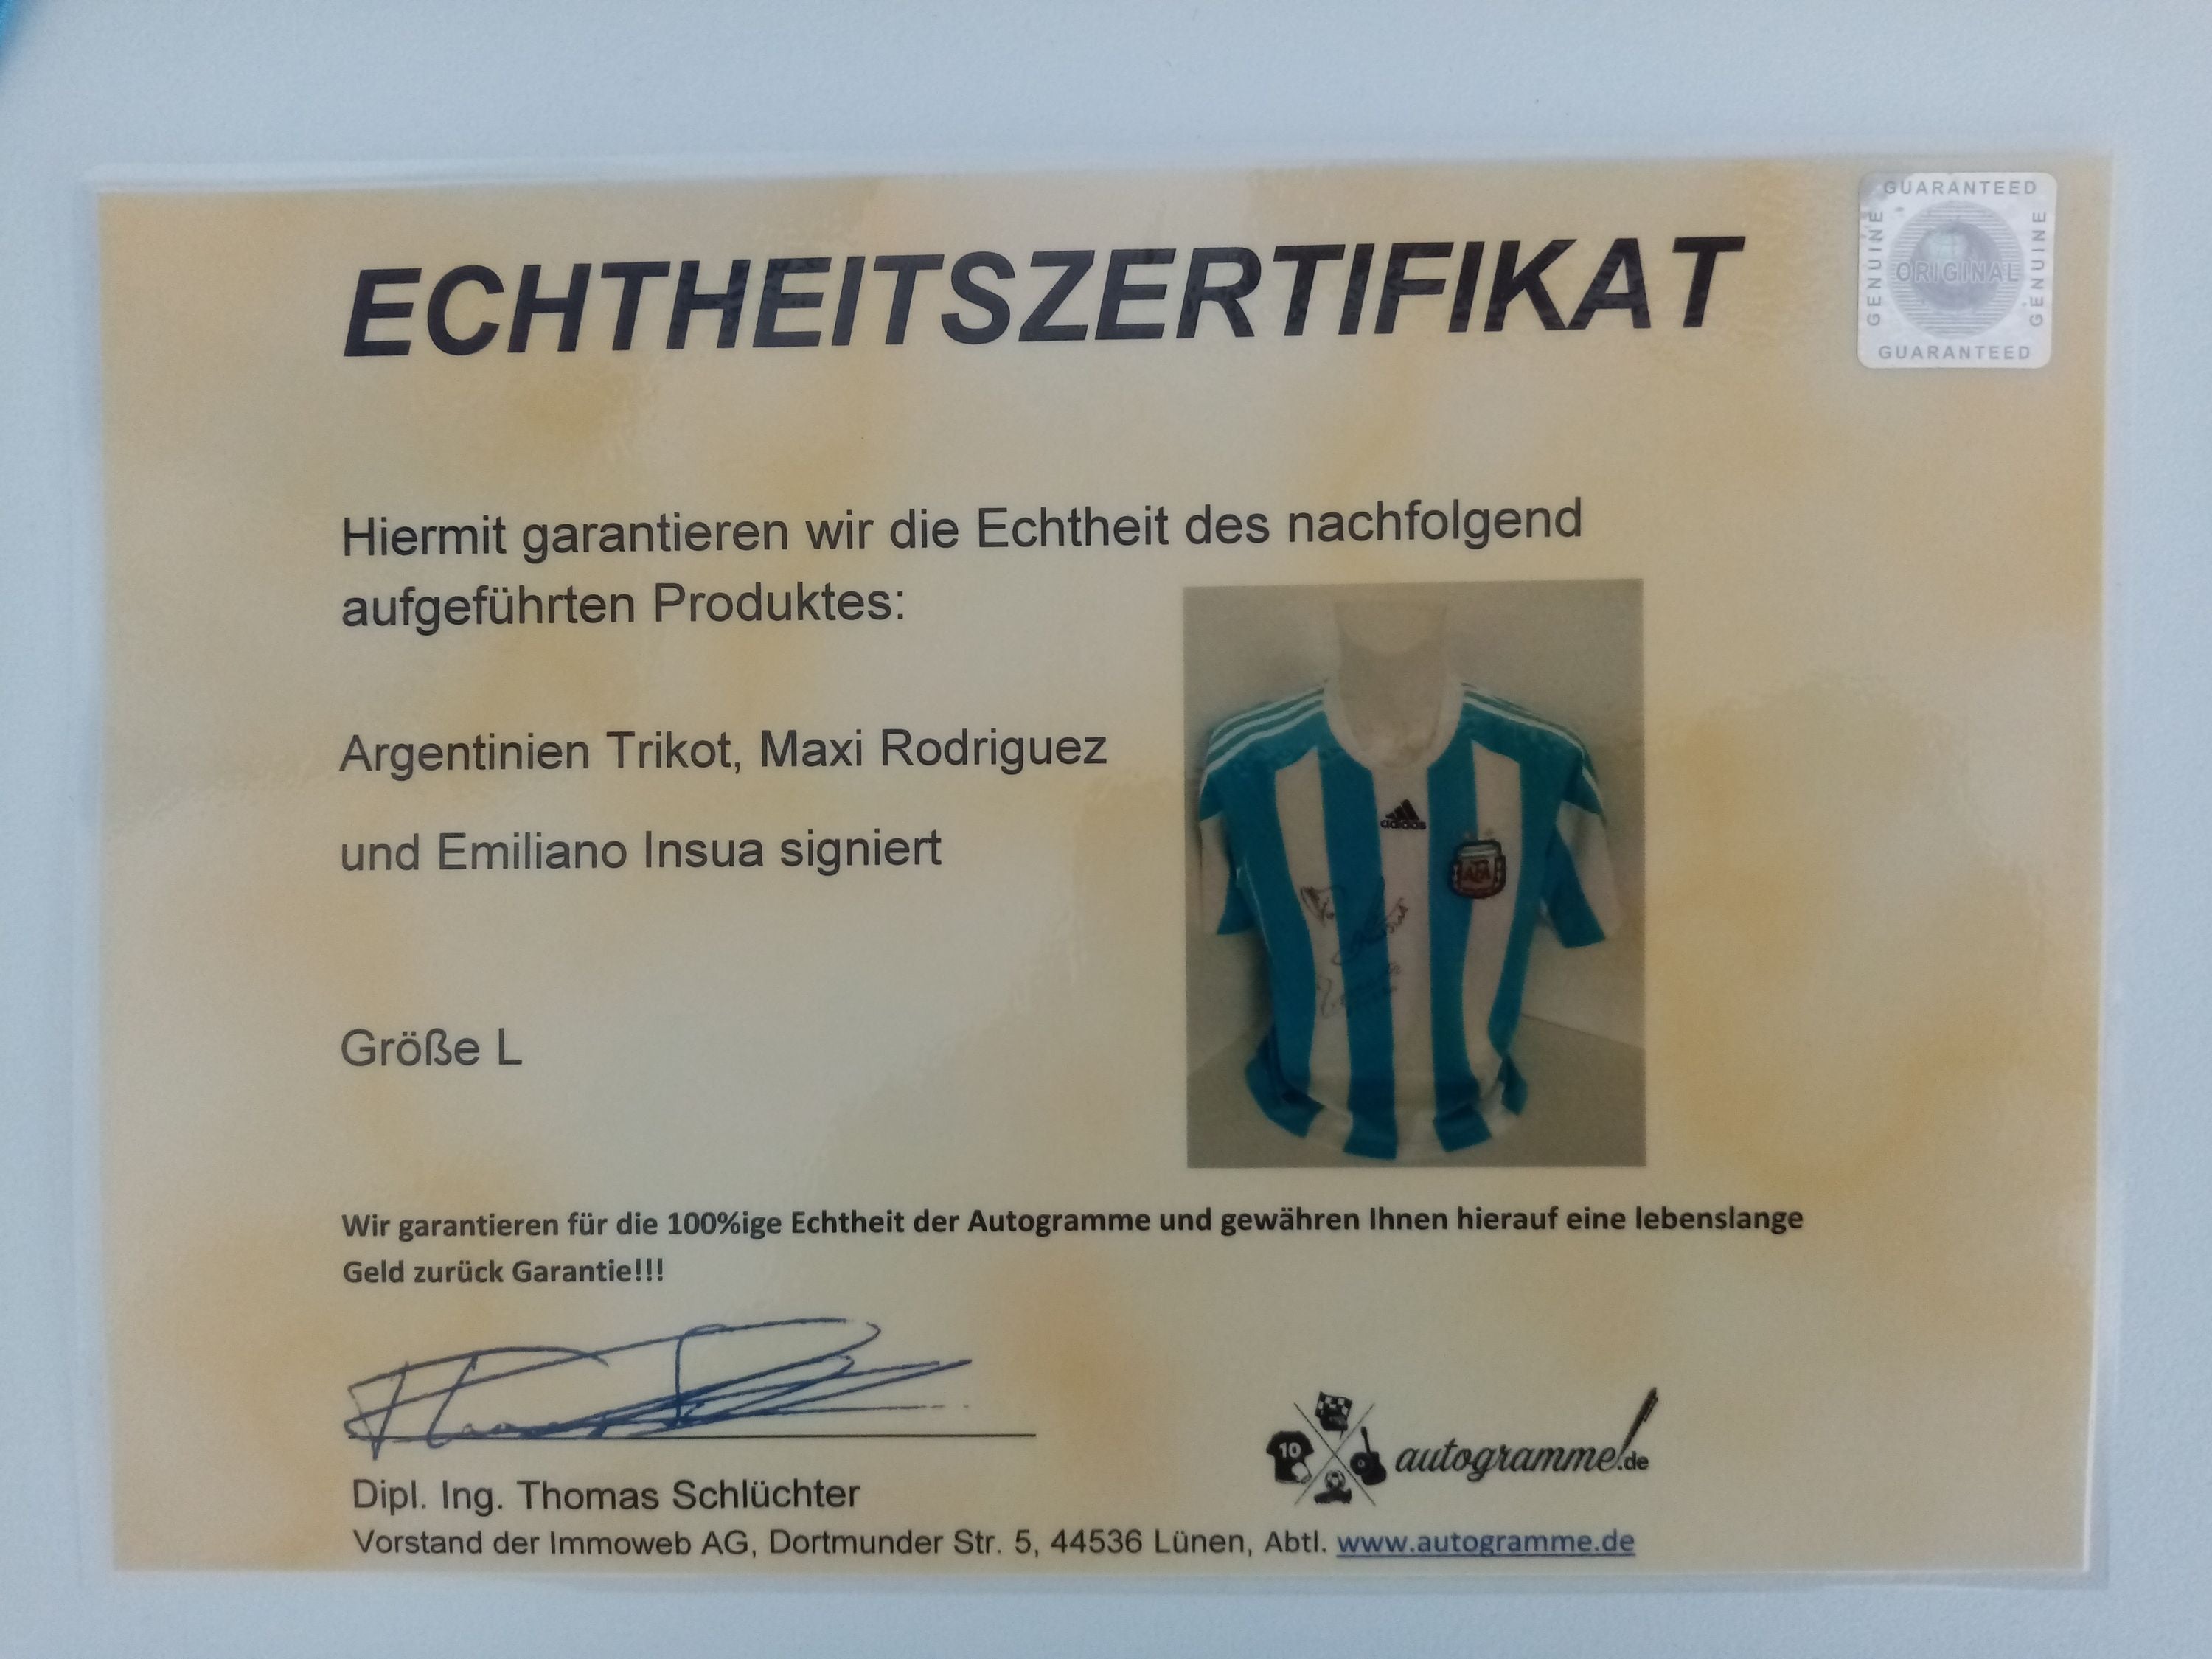 GUARANTEED
GENUINE
ORIGINAL
GENUINE
GUARANTEED
ECHTHEITSZERTIFIKAT
Hiermit garantieren wir die Echtheit des nachfolgend
aufgeführten Produktes:
Argentinien Trikot, Maxi Rodriguez
und Emiliano Insua signiert
adidas
AFA
Größe L
Wir garantieren für die 100%ige Echtheit der Autogramme und gewähren Ihnen hierauf eine lebenslange
Geld zurück Garantie!!!
10
autogramme.de
Dipl. Ing. Thomas Schlüchter
Vorstand der Immoweb AG, Dortmunder Str. 5, 44536 Lünen, Abtl. www.autogramme.de